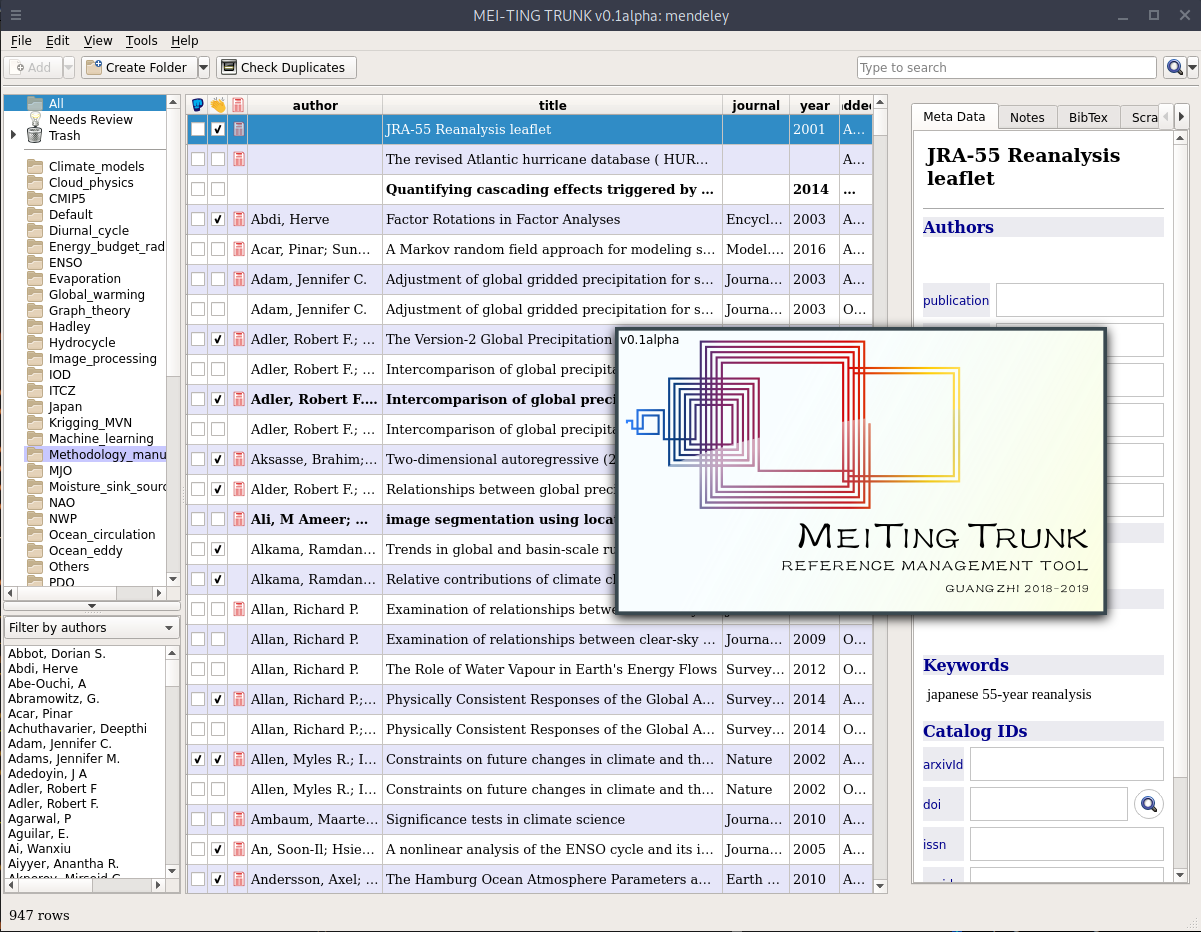 MEI-TING TRUNK v0.1alpha: mendeley
File Edit View Tools Help
Add Create Folder Check Duplicates Type to search
All
Needs Review
Trash
Climate_models
Cloud_physics
CMIP5
Default
Diurnal_cycle
Energy_budget_rad
ENSO
Evaporation
Global_warming
Graph_theory
Hadley
Hydrocycle
Image_processing
IOD
ITCZ
Japan
Krigging_MVN
Machine_learning
Methodology_manu
MJO
Moisture_sink_sourc
NAO
NWP
Ocean_circulation
Ocean_eddy
Others
PDO
Filter by authors
Abbot, Dorian S.
Abdi, Herve
Abe-Ouchi, A
Abramowitz, G.
Acar, Pinar
Achuthavarier, Deepthi
Adam, Jennifer C.
Adams, Jennifer M.
Adedoyin, J A
Adler, Robert F
Adler, Robert F.
Agarwal, P
Aguilar, E.
Ai, Wanxiu
Aiyyer, Anantha R.
947 rows
author title journal year
JRA-55 Reanalysis leaflet 2001 A...
The revised Atlantic hurricane database ( HUR... A...
Quantifying cascading effects triggered by ... 2014 ...
Abdi, Herve Factor Rotations in Factor Analyses Encycl... 2003 A...
Acar, Pinar; Sun... A Markov random field approach for modeling s... Model.... 2016 A...
Adam, Jennifer C. Adjustment of global gridded precipitation for s... Journa... 2003 A...
Adam, Jennifer C. Adjustment of global gridded precipitation for s... Journa... 2003 O...
Adler, Robert F.; ... The Version-2 Global Precipitation
Adler, Robert F.; ... Intercomparison of global precipita
Adler, Robert F.... Intercomparison of global preci
Adler, Robert F.; ... Intercomparison of global precipita
Aksasse, Brahim;... Two-dimensional autoregressive (2
Alder, Robert F.; ... Relationships between global preci
Ali, M Ameer; ... image segmentation using loca
Alkama, Ramdan... Trends in global and basin-scale ru
Alkama, Ramdan... Relative contributions of climate cl
Allan, Richard P. Examination of relationships betwe
Allan, Richard P. Examination of relationships between clear-sky ... Journa... 2009 O...
Allan, Richard P. The Role of Water Vapour in Earth's Energy Flows Survey... 2012 O...
Allan, Richard P.;... Physically Consistent Responses of the Global A... Survey... 2014 A...
Allan, Richard P.;... Physically Consistent Responses of the Global A... Survey... 2014 O...
Allen, Myles R.; I... Constraints on future changes in climate and th... Nature 2002 A...
Allen, Myles R.; I... Constraints on future changes in climate and th... Nature 2002 O...
Ambaum, Maarte... Significance tests in climate science Journa... 2010 A...
An, Soon-Il; Hsie... A nonlinear analysis of the ENSO cycle and its i... Journa... 2005 A...
Andersson, Axel; ... The Hamburg Ocean Atmosphere Parameters a... Earth ... 2010 A...
v0.1alpha
MEITING TRUNK
REFERENCE MANAGEMENT TOOL
GUANGZHI 2018-2019
Meta Data Notes BibTex Scra
JRA-55 Reanalysis
leaflet
Authors
publication
Keywords
japanese 55-year reanalysis
Catalog IDs
arxivId
doi
issn